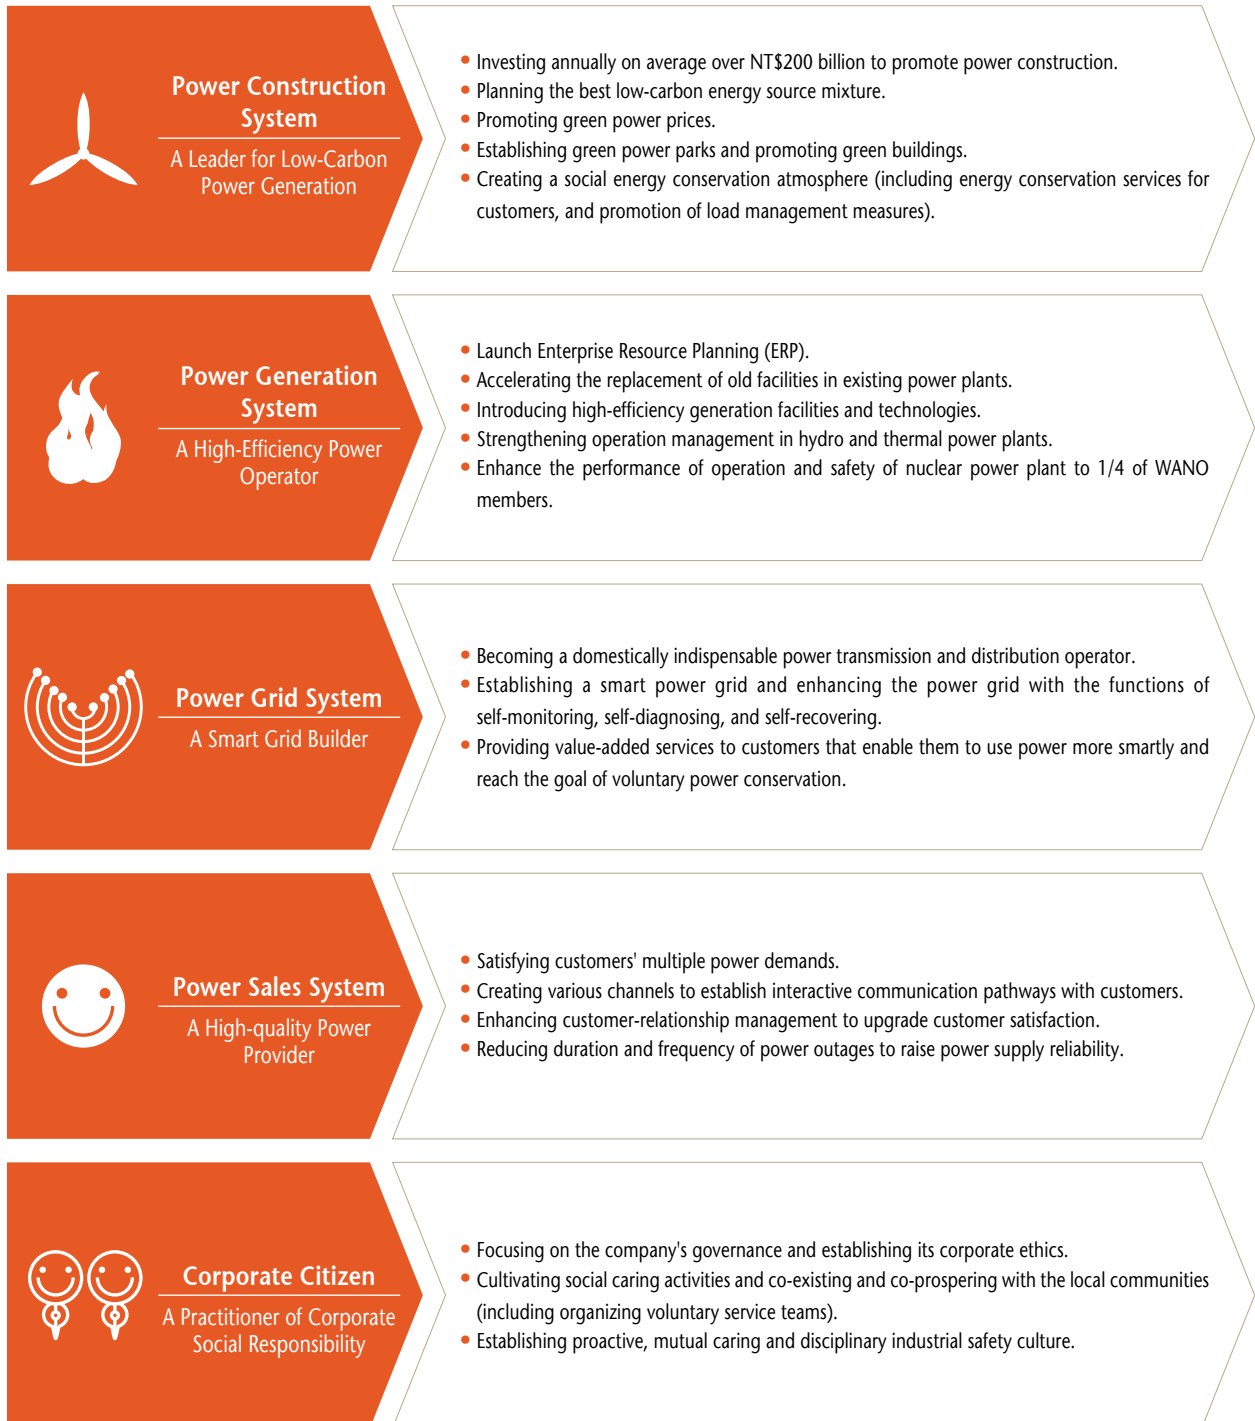 Power Construction
System
A Leader for Low-Carbon
Power Generation
• Investing annually on average over NT$200 billion to promote power construction.
• Planning the best low-carbon energy source mixture.
• Promoting green power prices.
• Establishing green power parks and promoting green buildings.
• Creating a social energy conservation atmosphere (including energy conservation services for
customers, and promotion of load management measures).
Power Generation
System
A High-Efficiency Power
Operator
• Launch Enterprise Resource Planning (ERP).
• Accelerating the replacement of old facilities in existing power plants.
• Introducing high-efficiency generation facilities and technologies.
• Strengthening operation management in hydro and thermal power plants.
• Enhance the performance of operation and safety of nuclear power plant to 1/4 of WANO
members.
Power Grid System
A Smart Grid Builder
• Becoming a domestically indispensable power transmission and distribution operator.
• Establishing a smart power grid and enhancing the power grid with the functions of
self-monitoring, self-diagnosing, and self-recovering.
• Providing value-added services to customers that enable them to use power more smartly and
reach the goal of voluntary power conservation.
Power Sales System
A High-quality Power
Provider
• Satisfying customers' multiple power demands.
• Creating various channels to establish interactive communication pathways with customers.
• Enhancing customer-relationship management to upgrade customer satisfaction.
• Reducing duration and frequency of power outages to raise power supply reliability.
Corporate Citizen
A Practitioner of Corporate
Social Responsibility
• Focusing on the company's governance and establishing its corporate ethics.
• Cultivating social caring activities and co-existing and co-prospering with the local communities
(including organizing voluntary service teams).
• Establishing proactive, mutual caring and disciplinary industrial safety culture.